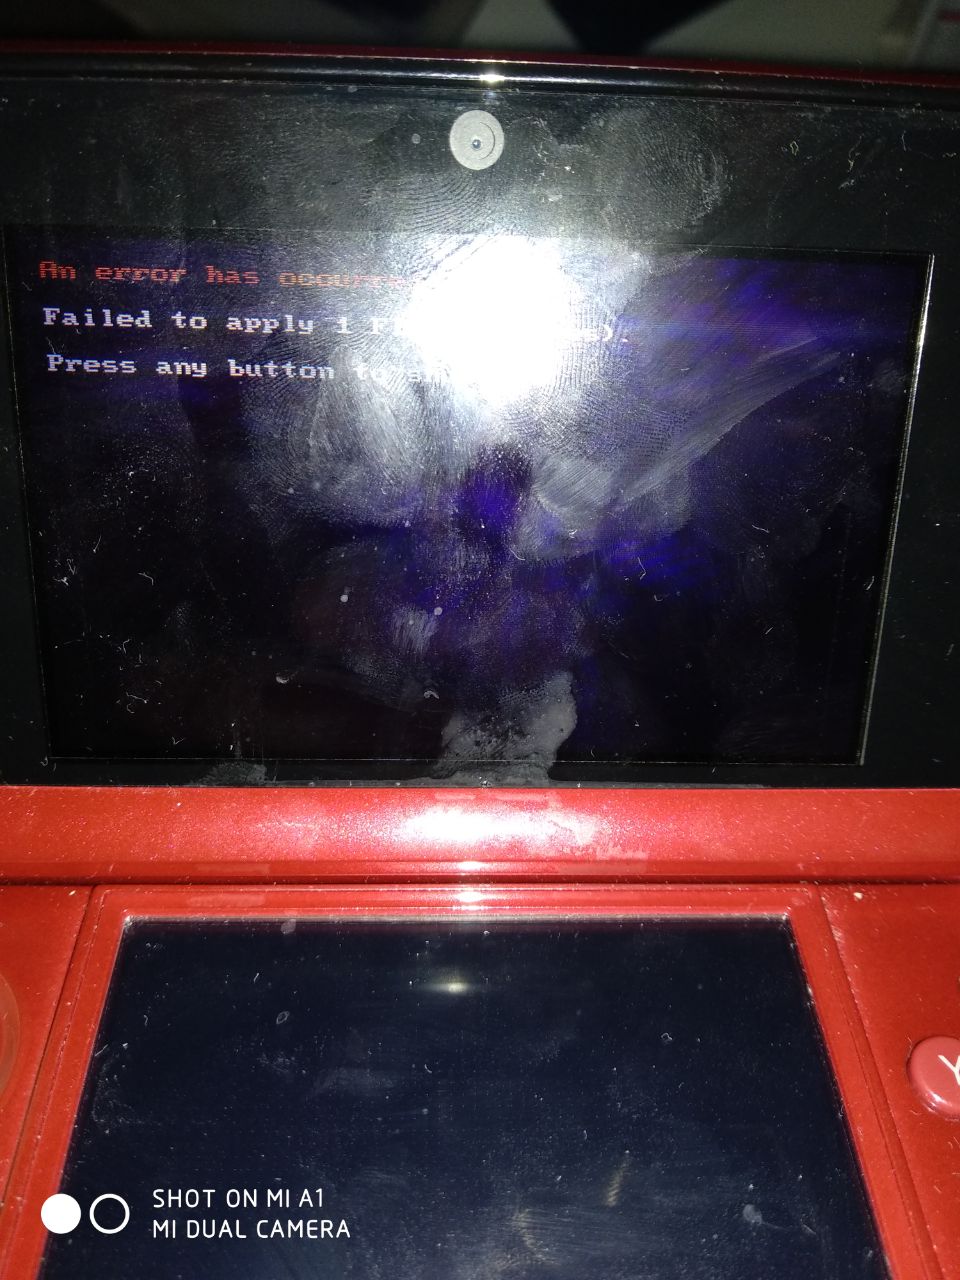 An error has
Failed to apply 1
Press any button to
Y
SHOT ON MI A1
MI DUAL CAMERA